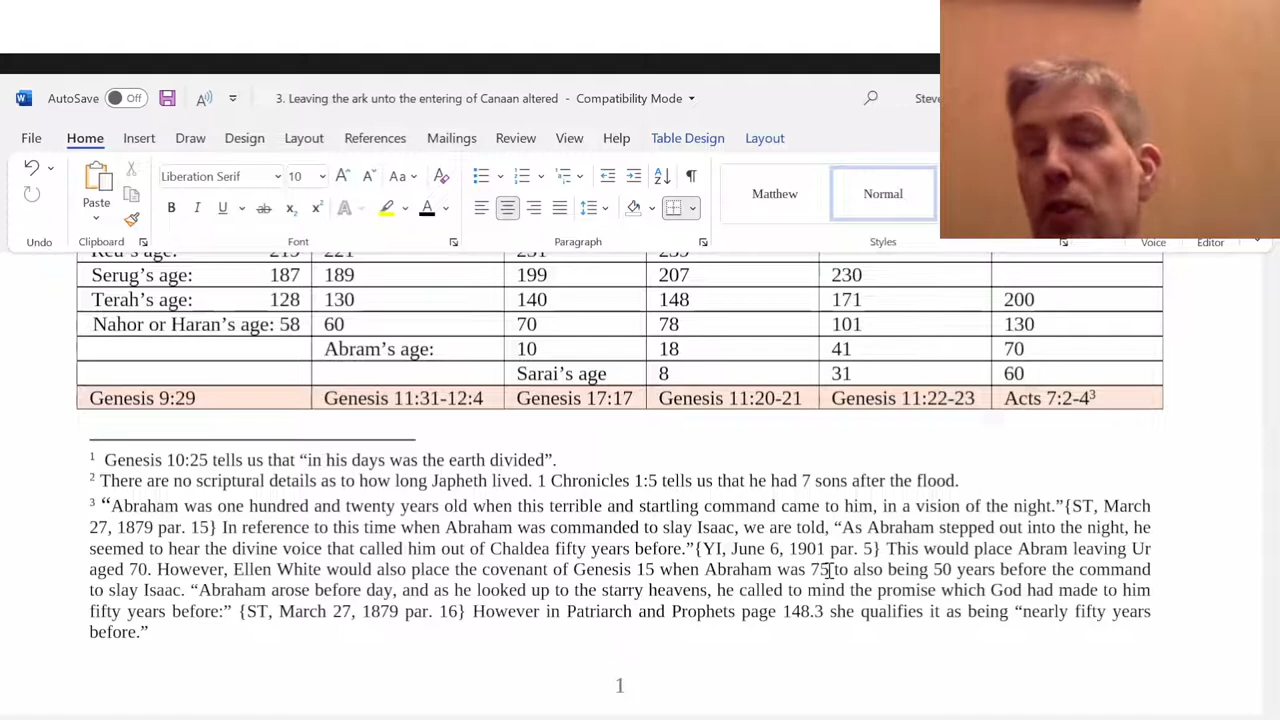 AutoSave Off 3. Leaving the ark unto the entering of Canaan altered - Compatibility Mode Steve
File Home Insert Draw Design Layout References Mailings Review View Help Table Design Layout
Liberation Serif 10 Aa
Paste
Matthew Normal
Undo Clipboard Font Paragraph Styles Voice Editor
Serug's age: 187 189 199 207 230
Terah's age: 128 130 140 148 171 200
Nahor or Haran's age: 58 60 70 78 101 130
Abram's age: 10 18 41 70
Sarai's age 8 31 60
Genesis 9:29 Genesis 11:31-12:4 Genesis 17:17 Genesis 11:20-21 Genesis 11:22-23 Acts 7:2-4³
¹ Genesis 10:25 tells us that “in his days was the earth divided”.
² There are no scriptural details as to how long Japheth lived. 1 Chronicles 1:5 tells us that he had 7 sons after the flood.
³ “Abraham was one hundred and twenty years old when this terrible and startling command came to him, in a vision of the night.”{ST, March
27, 1879 par. 15} In reference to this time when Abraham was commanded to slay Isaac, we are told, “As Abraham stepped out into the night, he
seemed to hear the divine voice that called him out of Chaldea fifty years before.”{YI, June 6, 1901 par. 5} This would place Abram leaving Ur
aged 70. However, Ellen White would also place the covenant of Genesis 15 when Abraham was 75 to also being 50 years before the command
to slay Isaac. “Abraham arose before day, and as he looked up to the starry heavens, he called to mind the promise which God had made to him
fifty years before:” {ST, March 27, 1879 par. 16} However in Patriarch and Prophets page 148.3 she qualifies it as being “nearly fifty years
before.”
1